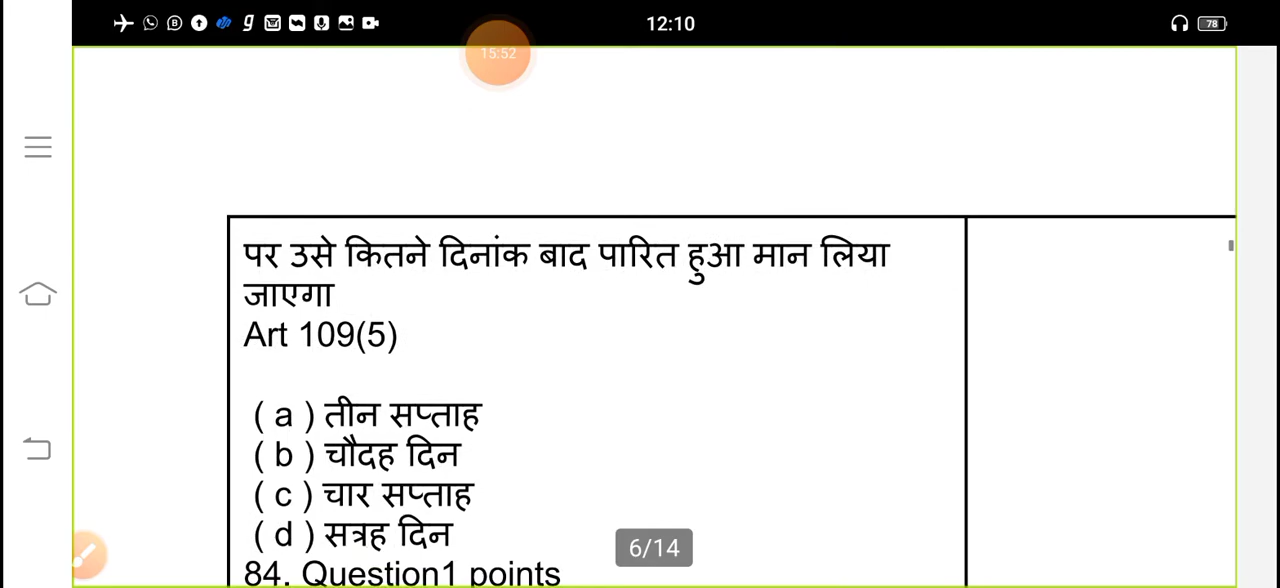 12:10
78
15:52
पर उसे कितने दिनांक बाद पारित हुआ मान लिया
जाएगा
Art 109(5)
( a ) तीन सप्ताह
( b ) चौदह दिन
( c ) चार सप्ताह
( d ) सत्रह दिन
6/14
84. Question1 points